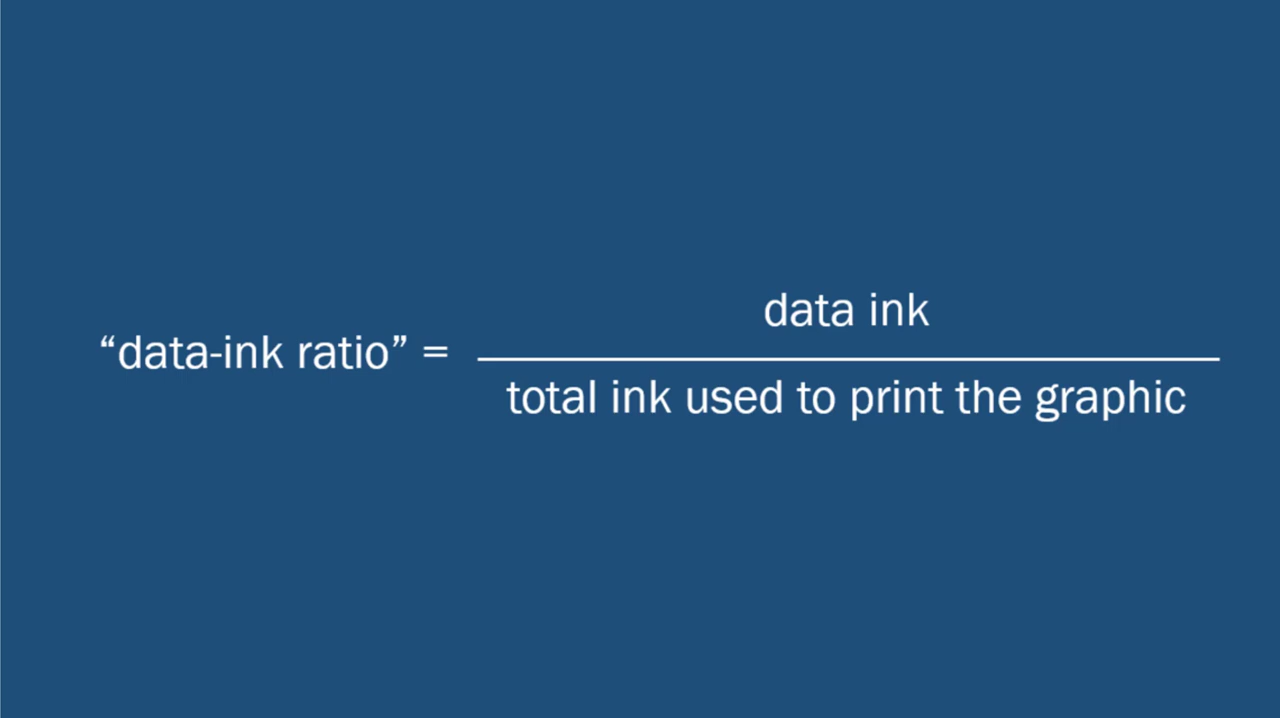 “data-ink ratio” =
data ink
total ink used to print the graphic